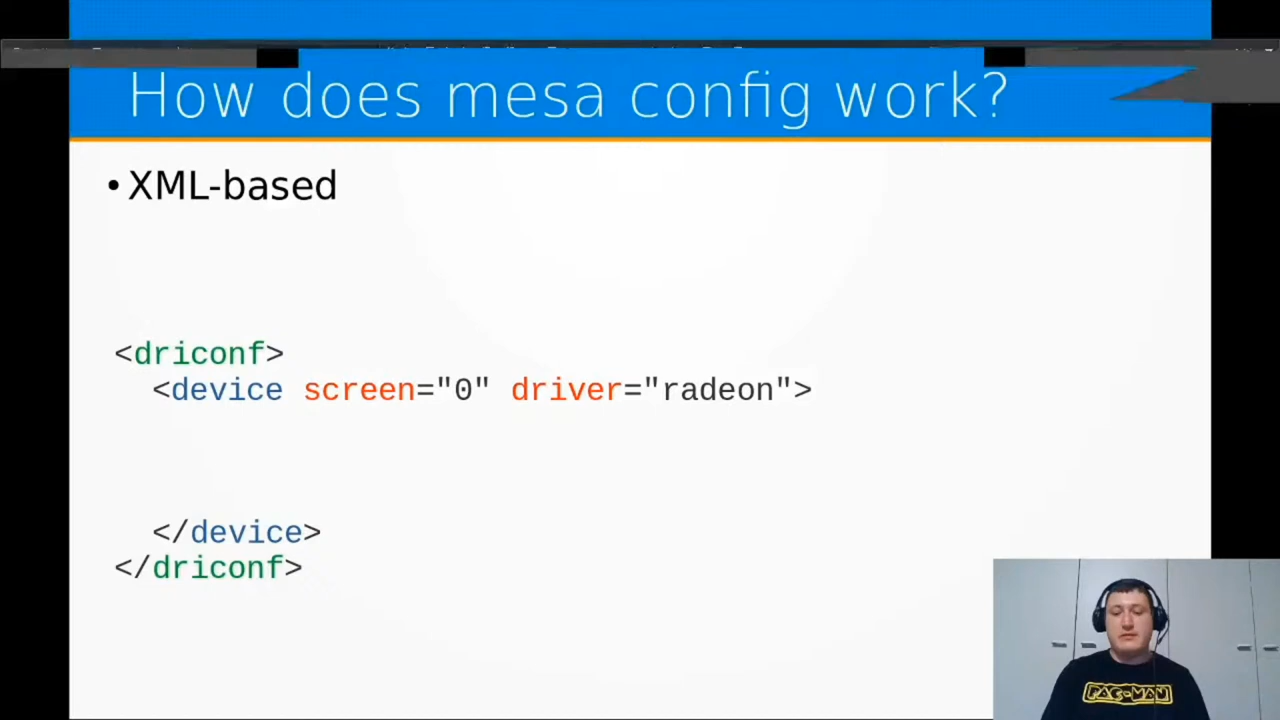 How does mesa config work?
• XML-based
<driconf>
<device screen="0" driver="radeon">
</device>
</driconf>
PAC-MAN